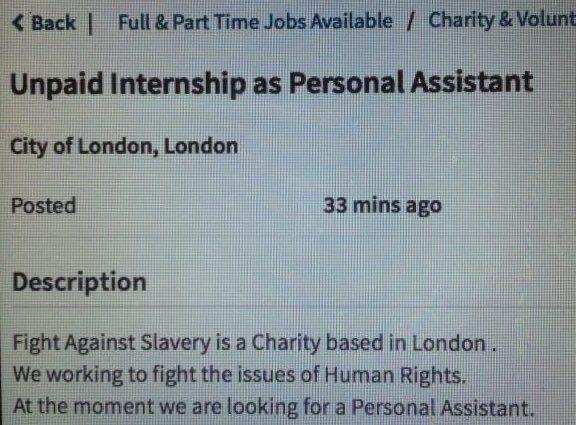 < Back | Full & Part Time Jobs Available / Charity & Volunt
Unpaid Internship as Personal Assistant
City of London, London
Posted 33 mins ago
Description
Fight Against Slavery is a Charity based in London .
We working to fight the issues of Human Rights.
At the moment we are looking for a Personal Assistant.